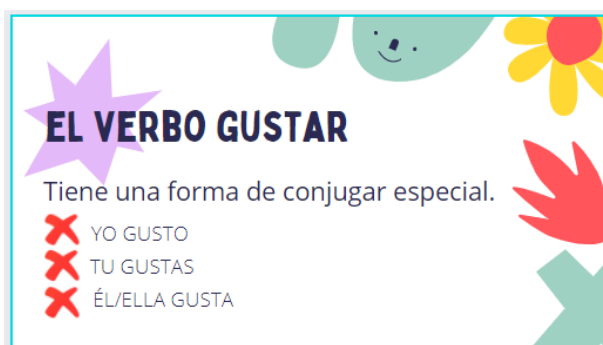 EL VERBO GUSTAR
Tiene una forma de conjugar especial.
YO GUSTO
TU GUSTAS
ÉL/ELLA GUSTA